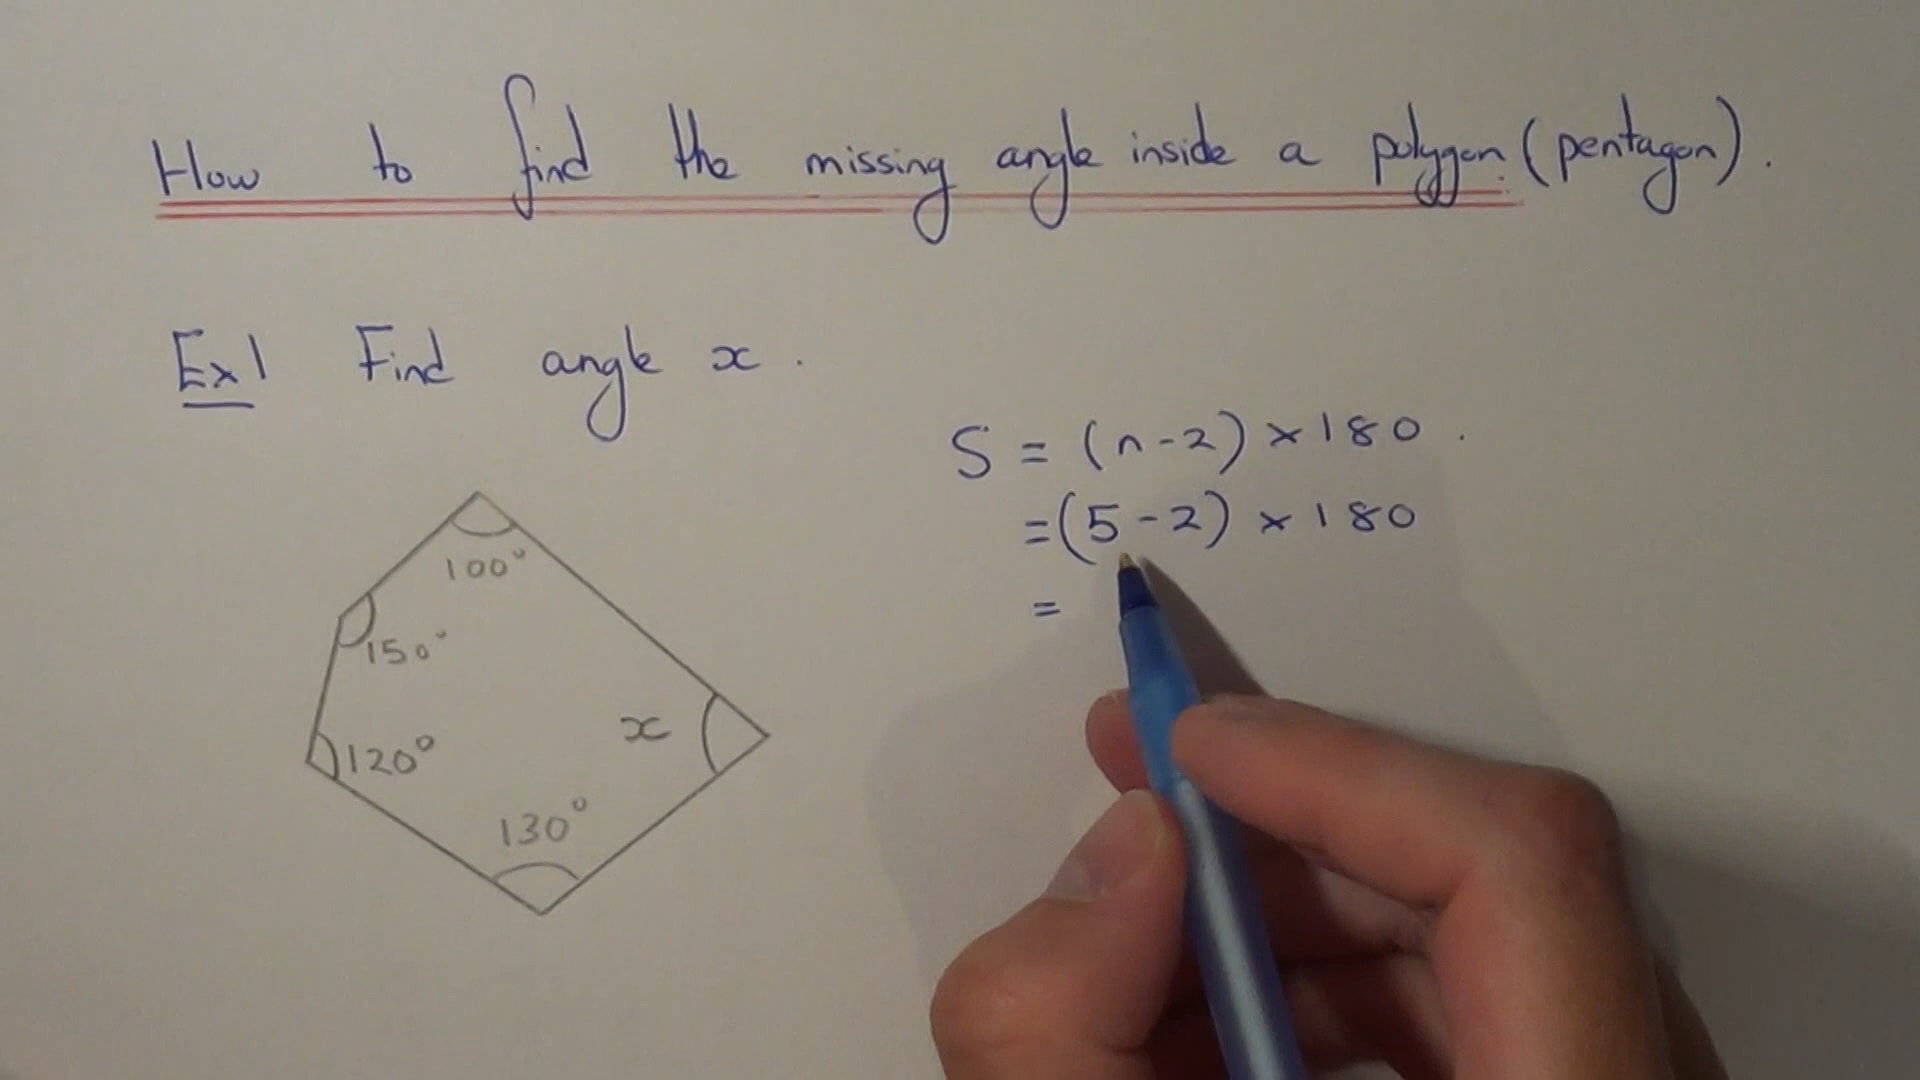 How to find the missing angle inside a polygon (pentagon).
Ex1 Find angle x.
S = (n-2) × 180.
= (5-2) × 180
=
100°
150°
x
120°
130°